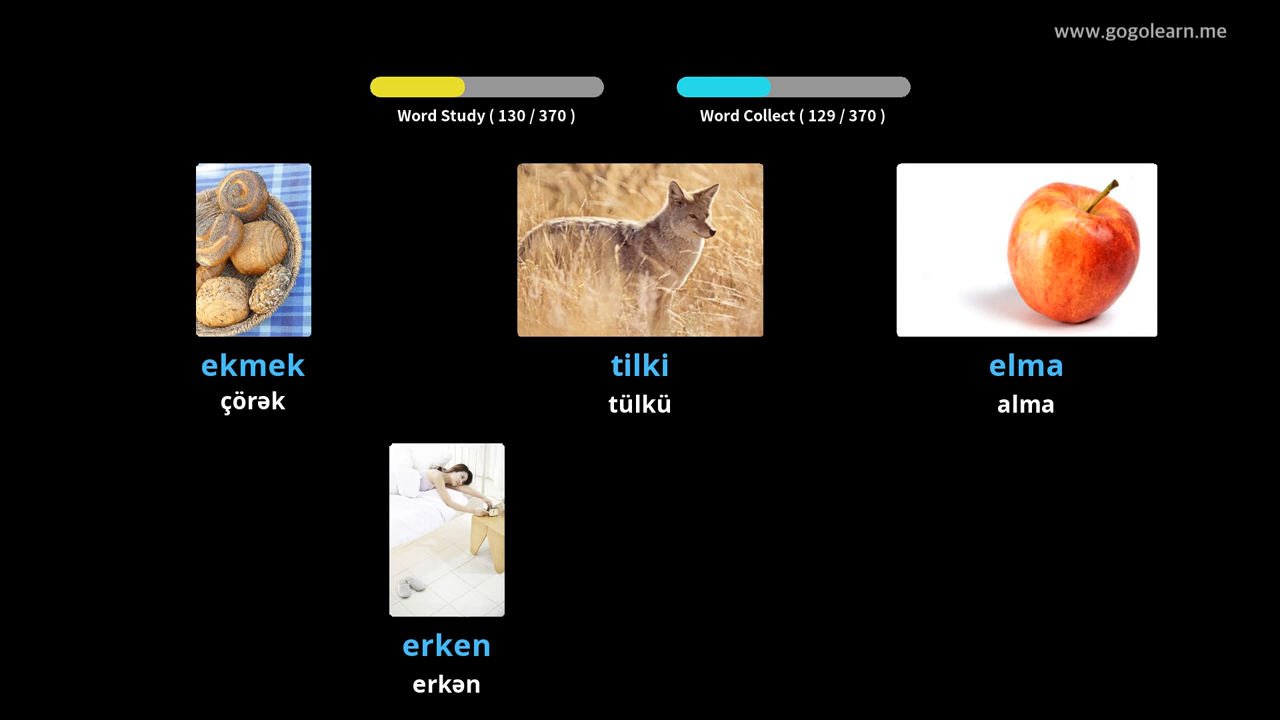 www.gogolearn.me
Word Study ( 130 / 370 )
Word Collect ( 129 / 370 )
ekmek
çörək
tilki
tülkü
elma
alma
erken
erkən